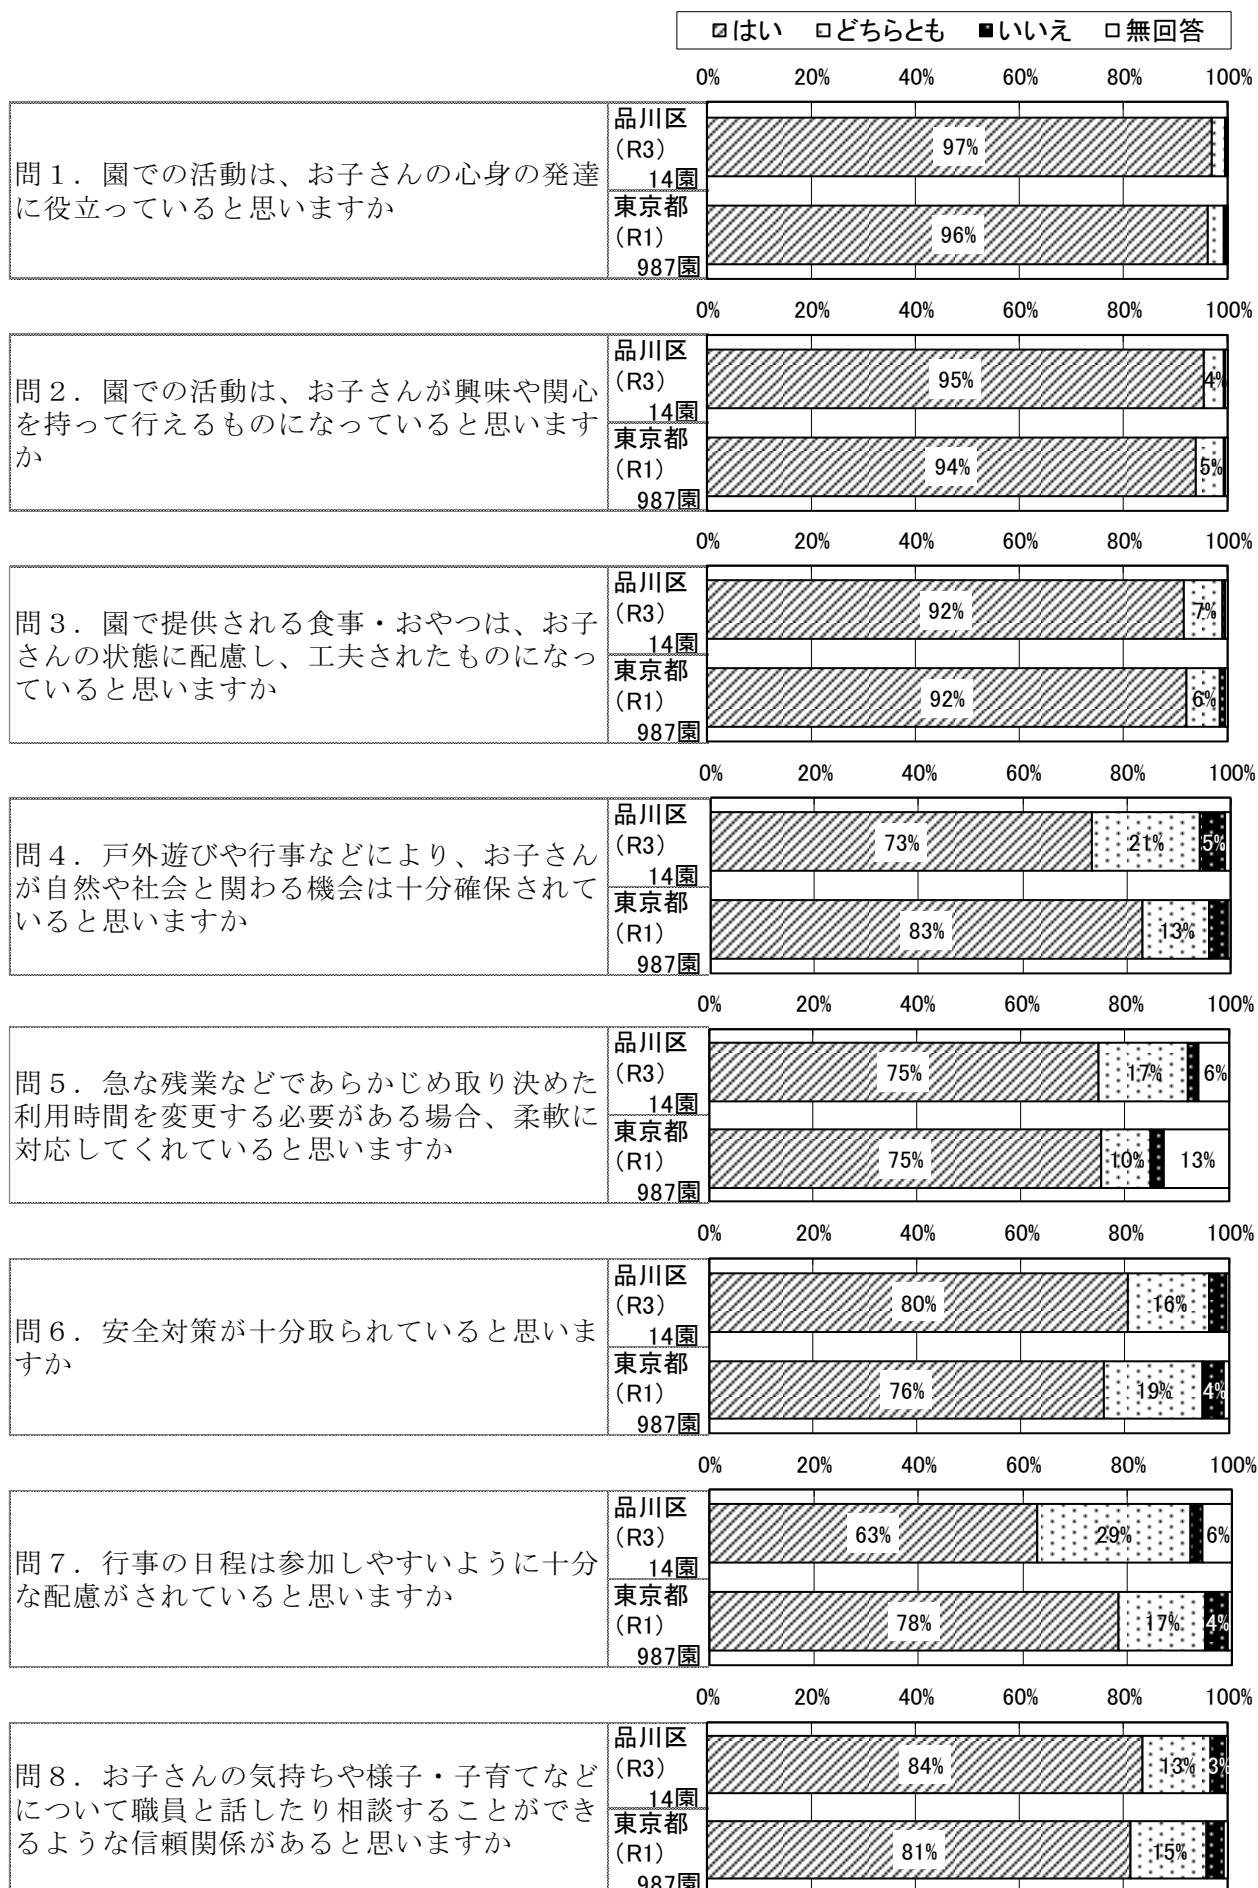 はい どちらとも いいえ 無回答
0% 20% 40% 60% 80% 100%
問１．園での活動は、お子さんの心身の発達
に役立っていると思いますか
品川区
(R3)
14園
97%
東京都
(R1)
987園
96%
0% 20% 40% 60% 80% 100%
問２．園での活動は、お子さんが興味や関心
を持って行えるものになっていると思います
か
品川区
(R3)
14園
95% 4%
東京都
(R1)
987園
94% 5%
0% 20% 40% 60% 80% 100%
問３．園で提供される食事・おやつは、お子
さんの状態に配慮し、工夫されたものになっ
ていると思いますか
品川区
(R3)
14園
92% 7%
東京都
(R1)
987園
92% 6%
0% 20% 40% 60% 80% 100%
問４．戸外遊びや行事などにより、お子さん
が自然や社会と関わる機会は十分確保されて
いると思いますか
品川区
(R3)
14園
73% 21% 5%
東京都
(R1)
987園
83% 13%
0% 20% 40% 60% 80% 100%
問５．急な残業などであらかじめ取り決めた
利用時間を変更する必要がある場合、柔軟に
対応してくれていると思いますか
品川区
(R3)
14園
75% 17% 6%
東京都
(R1)
987園
75% 10% 13%
0% 20% 40% 60% 80% 100%
問６．安全対策が十分取られていると思いま
すか
品川区
(R3)
14園
80% 16%
東京都
(R1)
987園
76% 19% 4%
0% 20% 40% 60% 80% 100%
問７．行事の日程は参加しやすいように十分
な配慮がされていると思いますか
品川区
(R3)
14園
63% 29% 6%
東京都
(R1)
987園
78% 17% 4%
0% 20% 40% 60% 80% 100%
問８．お子さんの気持ちや様子・子育てなど
について職員と話したり相談することができ
るような信頼関係があると思いますか
品川区
(R3)
14園
84% 13% 3%
東京都
(R1)
987園
81% 15%